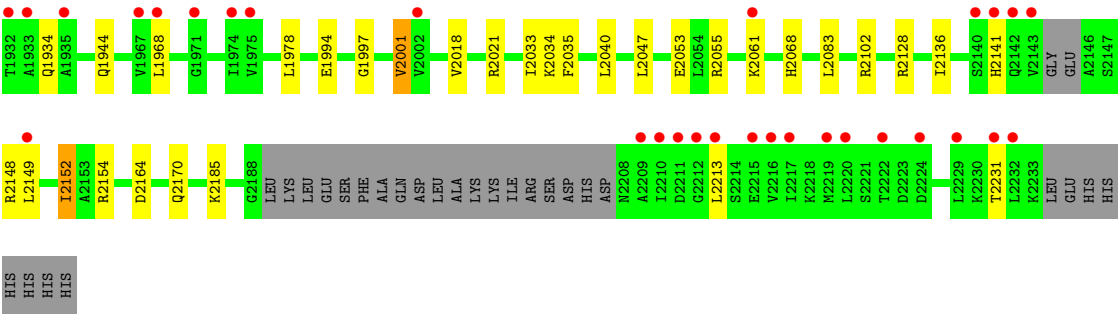 T1932 A1933 Q1934 A1935 Q1944 V1967 L1968 G1971 I1974 V1975 L1978 E1994 G1997 V2001 V2002 V2018 R2021 I2033 K2034 F2035 L2040 L2047 E2053 L2054 R2055 K2061 H2068 L2083 R2102 R2128 I2136 S2140 H2141 Q2142 V2143 GLY GLU A2146 S2147
R2148 L2149 I2152 A2153 R2154 D2164 Q2170 K2185 G2188 LEU LYS LEU GLU SER PHE ALA GLN ASP LEU ALA LYS LYS ILE ARG SER ASP HIS ASP N2208 A2209 I2210 D2211 G2212 L2213 S2214 E2215 V2216 I2217 K2218 M2219 L2220 S2221 T2222 D2223 D2224 L2229 K2230 T2231 L2232 K2233 LEU GLU HIS HIS
HIS HIS HIS HIS